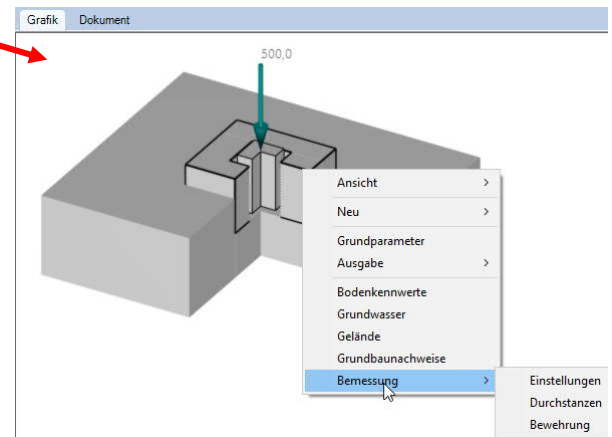 Grafik Dokument
500,0
Ansicht
Neu
Grundparameter
Ausgabe
Bodenkennwerte
Grundwasser
Gelände
Grundbaunachweise
Bemessung
Einstellungen
Durchstanzen
Bewehrung